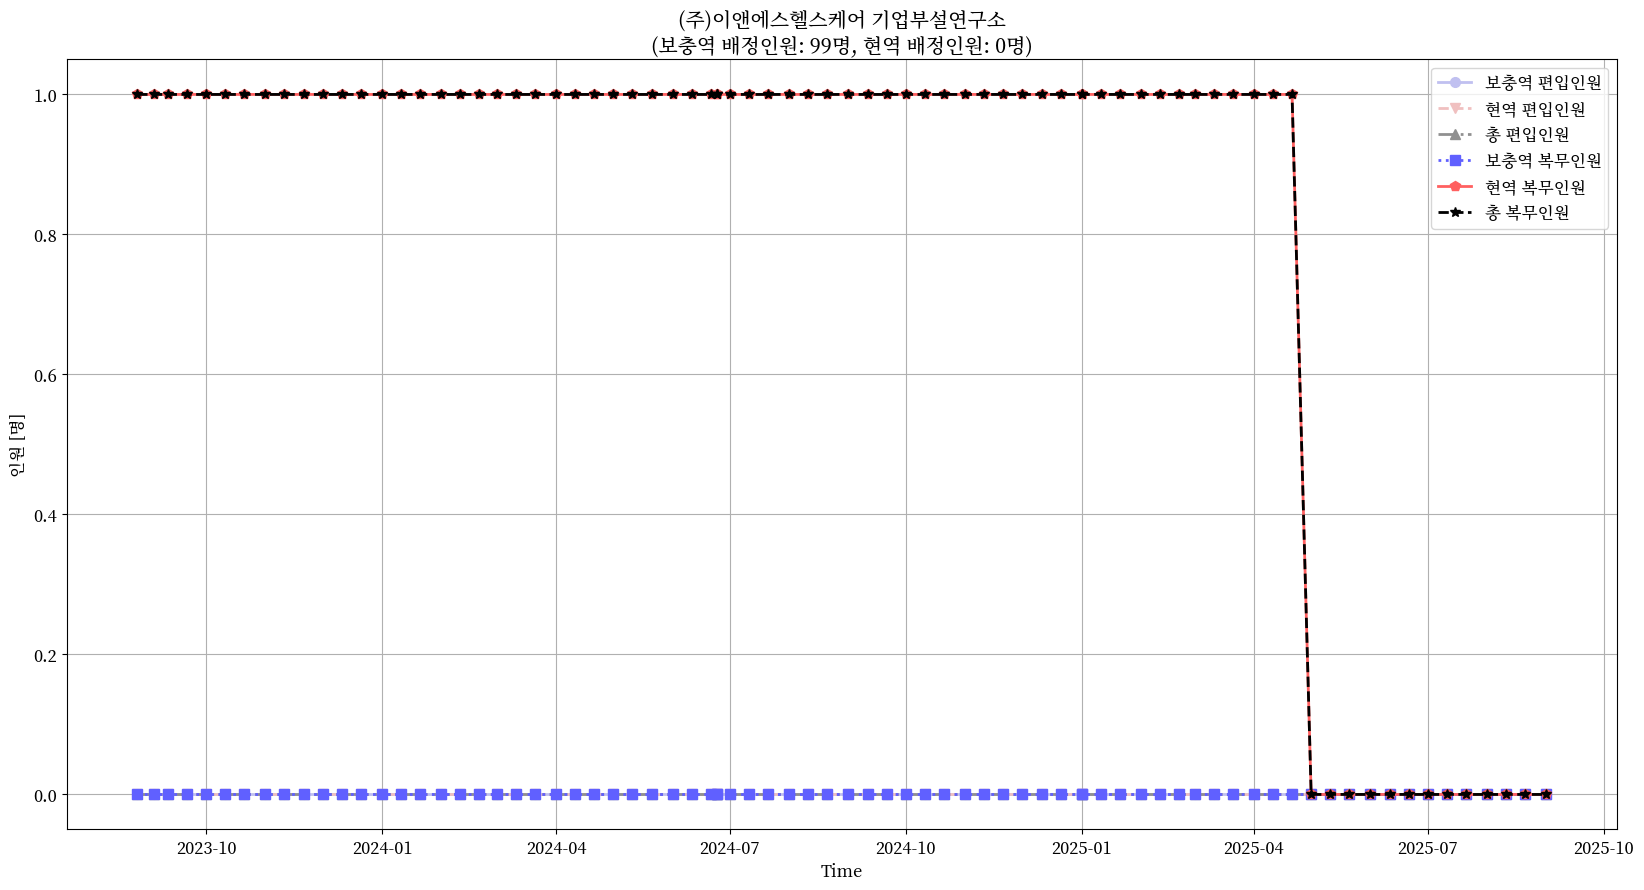 (주)이앤에스헬스케어 기업부설연구소
(보충역 배정인원: 99명, 현역 배정인원: 0명)
보충역 편입인원
현역 편입인원
총 편입인원
보충역 복무인원
현역 복무인원
총 복무인원
인원 [명]
1.0
0.8
0.6
0.4
0.2
0.0
2023-10
2024-01
2024-04
2024-07
2024-10
2025-01
2025-04
2025-07
2025-10
Time